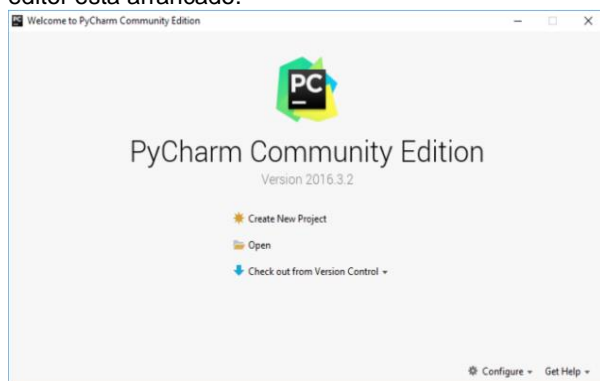 editor está arrancado.
PC Welcome to PyCharm Community Edition
PC
PyCharm Community Edition
Version 2016.3.2
Create New Project
Open
Check out from Version Control
Configure Get Help